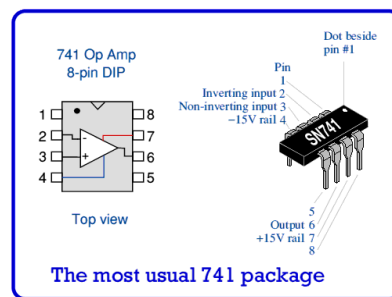 741 Op Amp
8-pin DIP
1
2
3
4
8
7
6
5
- +
Top view
Dot beside
pin #1
Pin
1
Inverting input 2
Non-inverting input 3
−15V rail 4
SN741
5
Output 6
+15V rail 7
8
The most usual 741 package